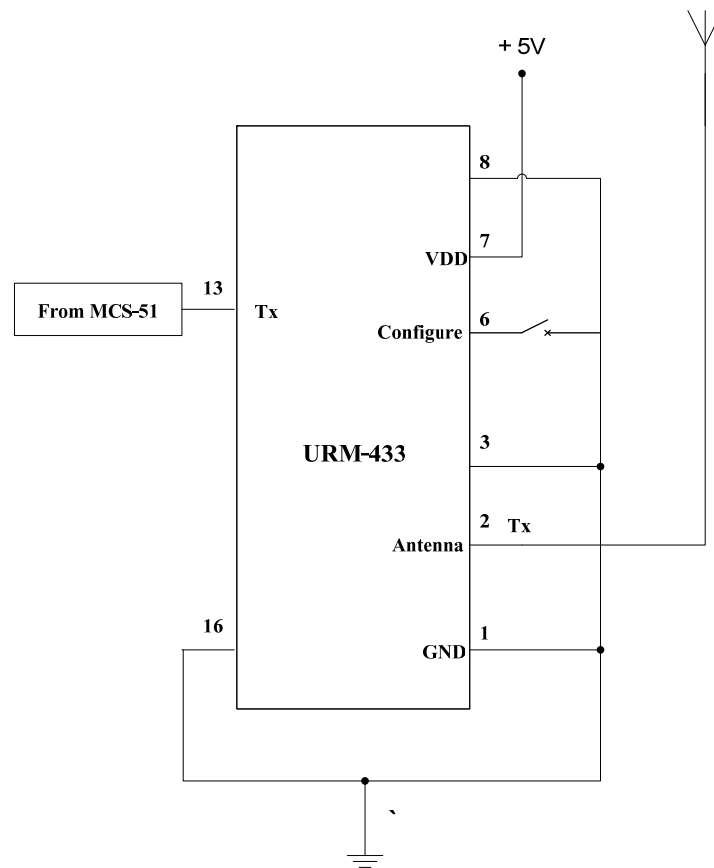 + 5V
8
7
VDD
13
From MCS-51
Tx
6
Configure
3
URM-433
2 Tx
Antenna
16
1
GND
`